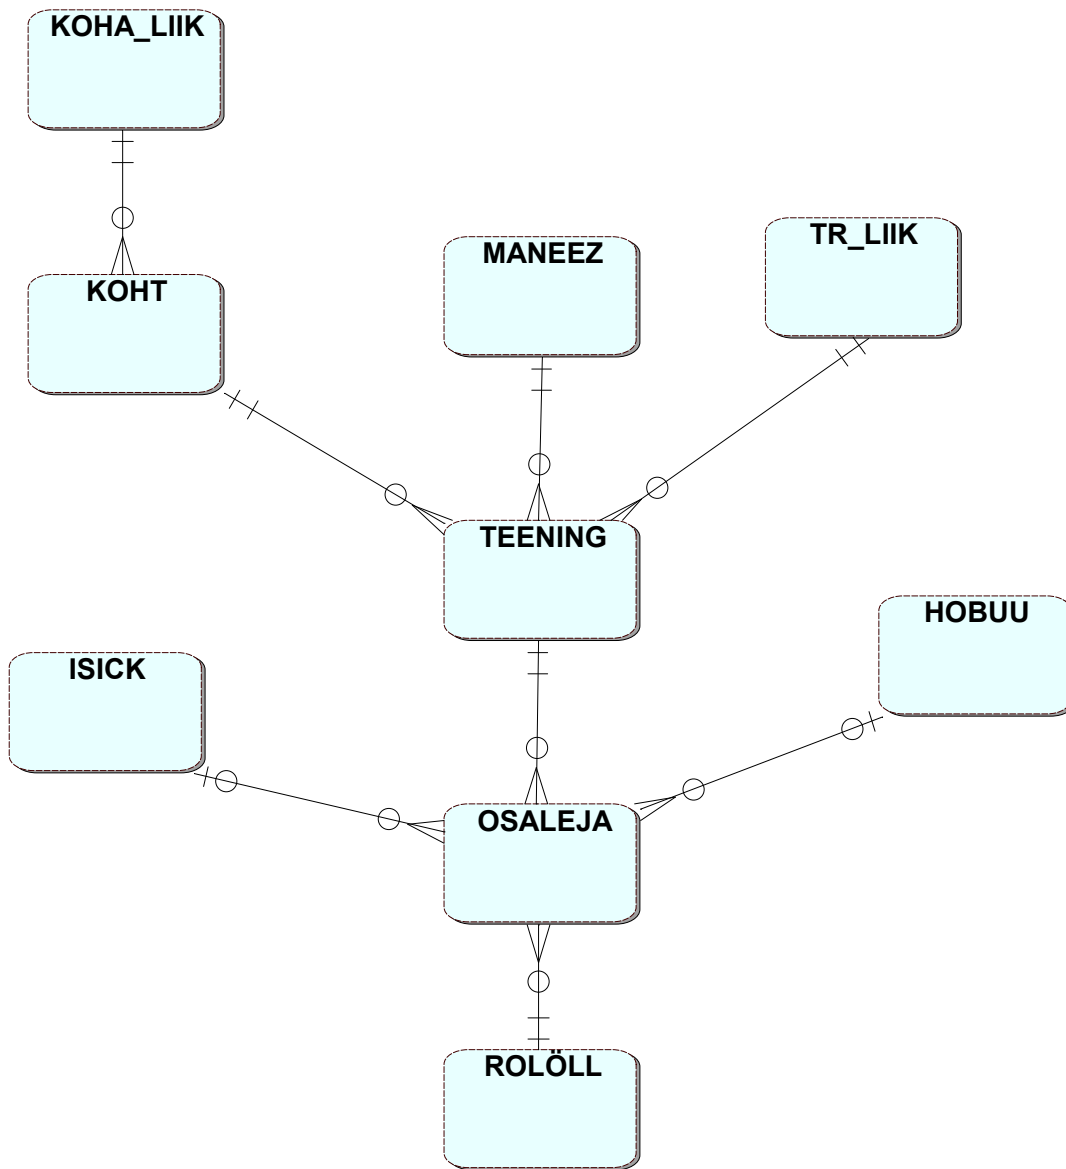 KOHA_LIIK
KOHT
MANEEZ
TR_LIIK
TEENING
HOBUU
ISICK
OSALEJA
ROLÖLL